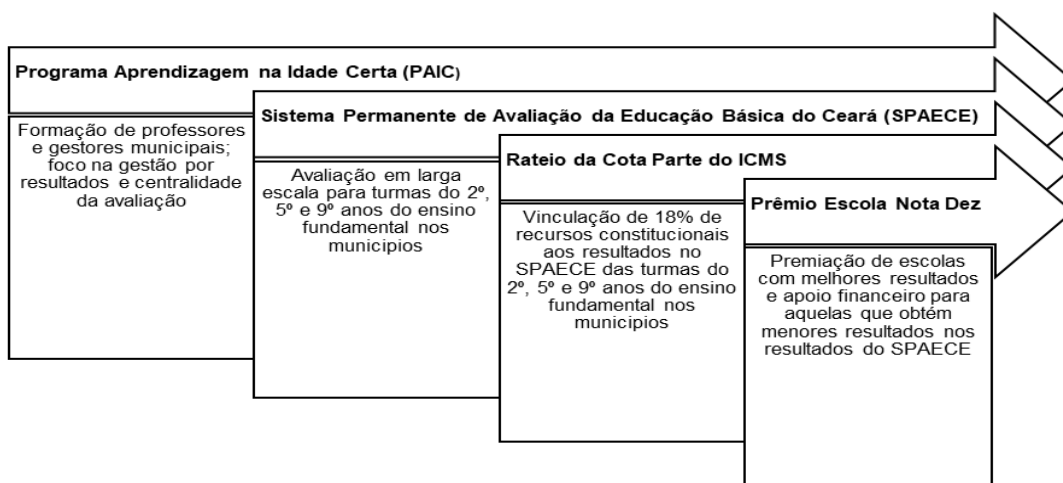 Programa Aprendizagem na Idade Certa (PAIC)
Formação de professores
e gestores municipais;
foco na gestão por
resultados e centralidade
da avaliação
Sistema Permanente de Avaliação da Educação Básica do Ceará (SPAECE)
Avaliação em larga
escala para turmas do 2º,
5º e 9º anos do ensino
fundamental nos
municipios
Rateio da Cota Parte do ICMS
Vinculação de 18% de
recursos constitucionais
aos resultados no
SPAECE das turmas do
2º, 5º e 9º anos do ensino
fundamental nos
municipios
Prêmio Escola Nota Dez
Premiação de escolas
com melhores resultados
e apoio financeiro para
aquelas que obtém
menores resultados nos
resultados do SPAECE